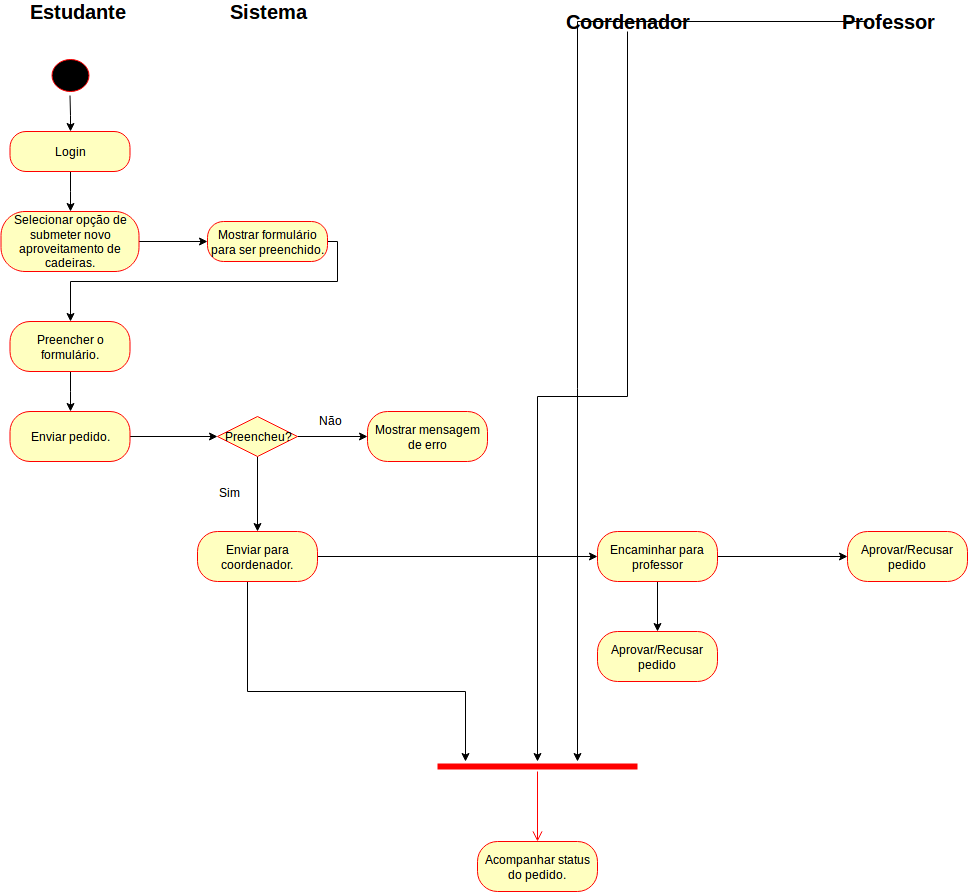 Estudante
Sistema
Coordenador
Professor
Login
Selecionar opção de
submeter novo
aproveitamento de
cadeiras.
Mostrar formulário
para ser preenchido.
Preencher o
formulário.
Enviar pedido.
Preencheu?
Não
Mostrar mensagem
de erro
Sim
Enviar para
coordenador.
Encaminhar para
professor
Aprovar/Recusar
pedido
Aprovar/Recusar
pedido
Acompanhar status
do pedido.